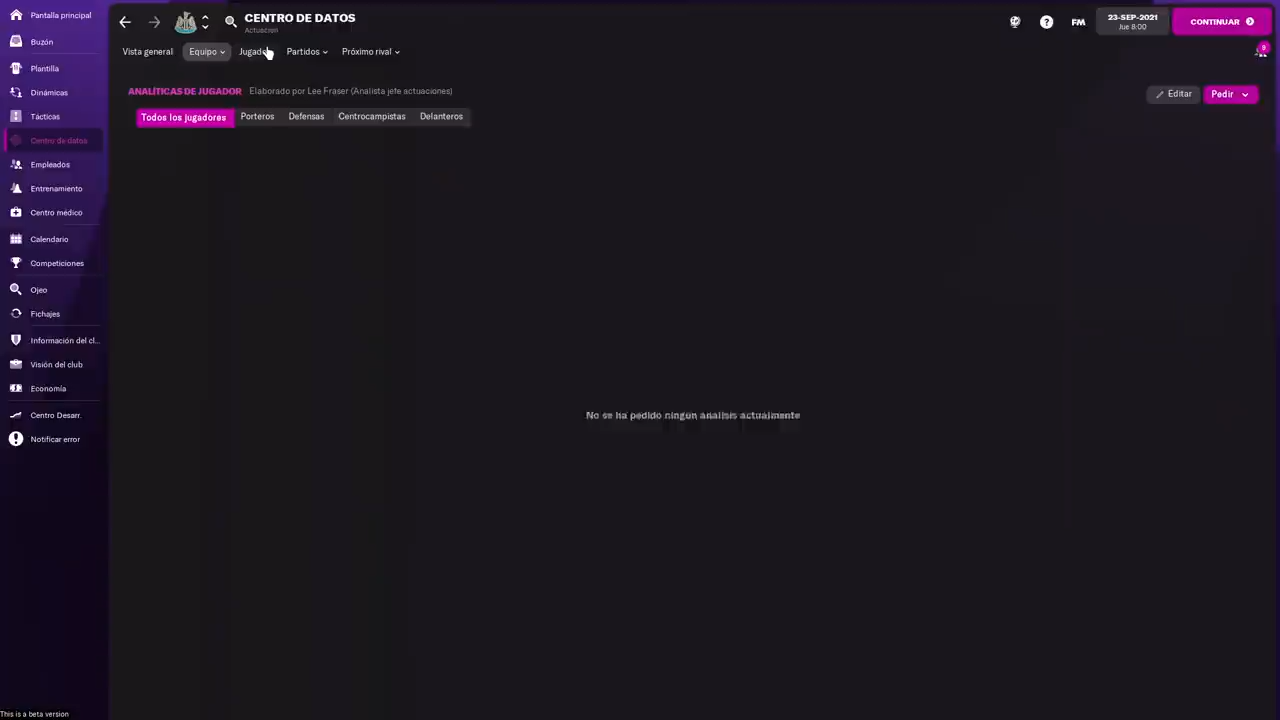 Pantalla principal
Buzón
Plantilla
Dinámicas
Tácticas
Centro de datos
Empleados
Entrenamiento
Centro médico
Calendario
Competiciones
Ojeo
Fichajes
Información del cl...
Visión del club
Economía
Centro Desarr.
Notificar error
This is a beta version
CENTRO DE DATOS
Actuación
FM
23-SEP-2021
Jue 8:00
CONTINUAR
8
Vista general
Equipo
Partidos
Próximo rival
ANALÍTICAS DE JUGADOR
Elaborado por Lee Fraser (Analista jefe actuaciones)
Editar
Pedir
Todos los jugadores
Porteros
Defensas
Centrocampistas
Delanteros
No se ha pedido ningún análisis actualmente